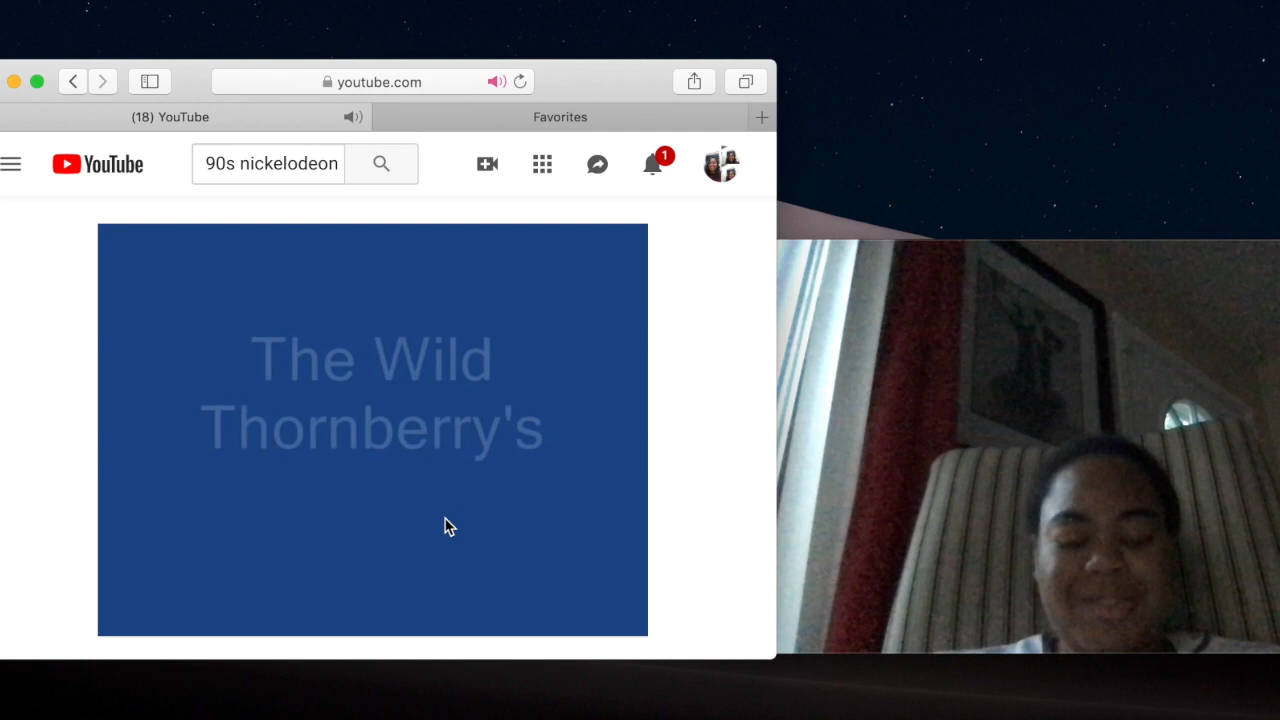 youtube.com
(18) YouTube
Favorites
YouTube
90s nickelodeon
1
The Wild
Thornberry's